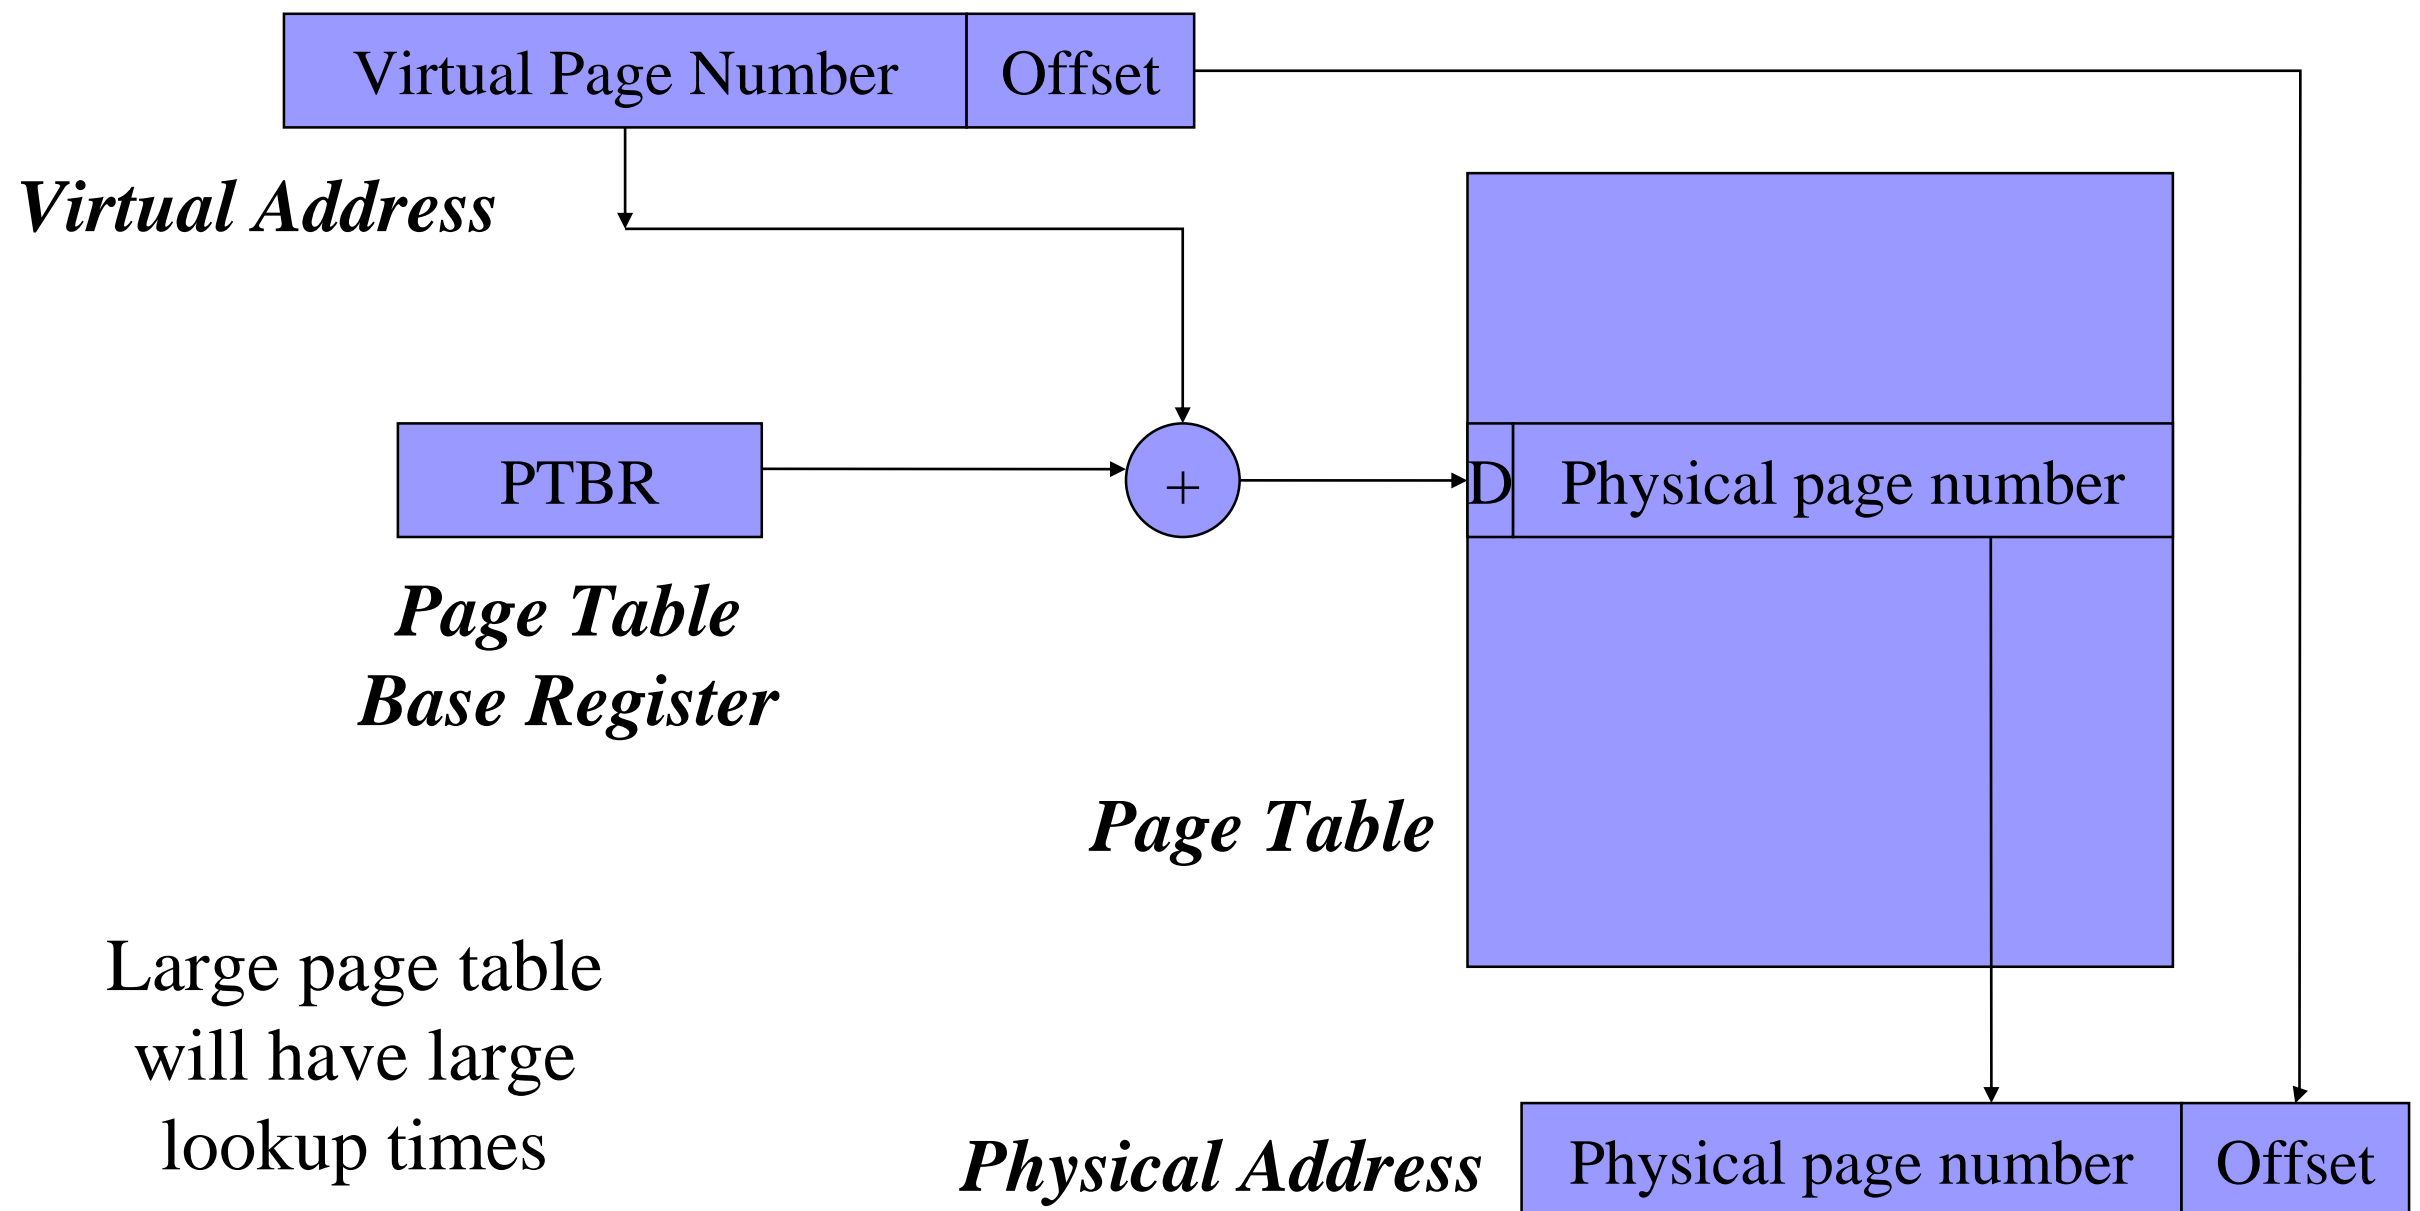 Virtual Page Number Offset
Virtual Address
PTBR
+
D Physical page number
Page Table
Base Register
Page Table
Large page table
will have large
lookup times
Physical Address
Physical page number Offset